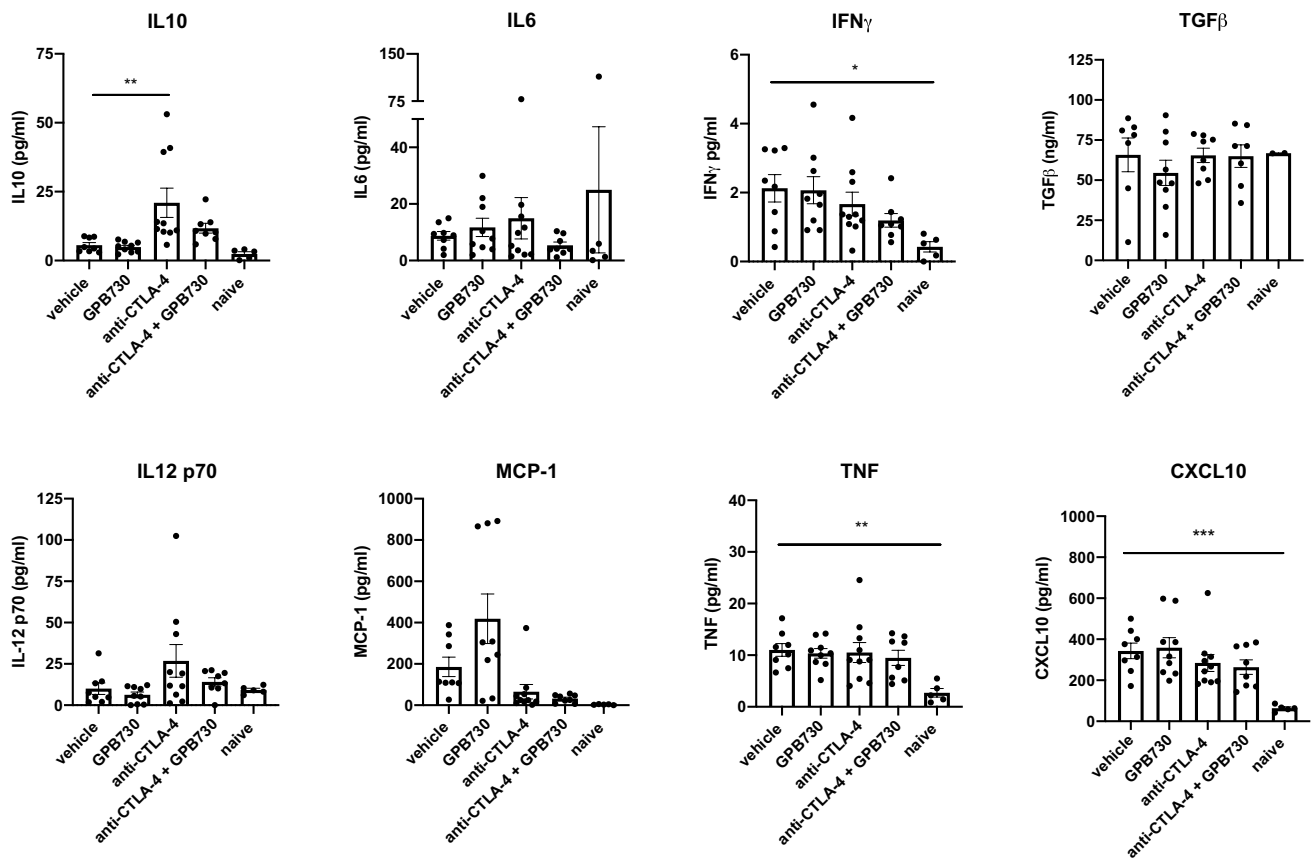 IL10
75
50
25
0
IL10 (pg/ml)
**
vehicle
GPB730
anti-CTLA-4
anti-CTLA-4 + GPB730
naive
IL6
150
75
40
20
0
IL6 (pg/ml)
vehicle
GPB730
anti-CTLA-4
anti-CTLA-4 + GPB730
naive
IFNγ
6
4
2
0
IFNγ pg/ml
*
vehicle
GPB730
anti-CTLA-4
anti-CTLA-4 + GPB730
naive
TGFβ
125
100
75
50
25
0
TGFβ (ng/ml)
vehicle
GPB730
anti-CTLA-4
anti-CTLA-4 + GPB730
naive
IL12 p70
125
100
75
50
25
0
IL-12 p70 (pg/ml)
vehicle
GPB730
anti-CTLA-4
anti-CTLA-4 + GPB730
naive
MCP-1
1000
800
600
400
200
0
MCP-1 (pg/ml)
vehicle
GPB730
anti-CTLA-4
anti-CTLA-4 + GPB730
naive
TNF
40
30
20
10
0
TNF (pg/ml)
**
vehicle
GPB730
anti-CTLA-4
anti-CTLA-4 + GPB730
naive
CXCL10
1000
800
600
400
200
0
CXCL10 (pg/ml)
***
vehicle
GPB730
anti-CTLA-4
anti-CTLA-4 + GPB730
naive